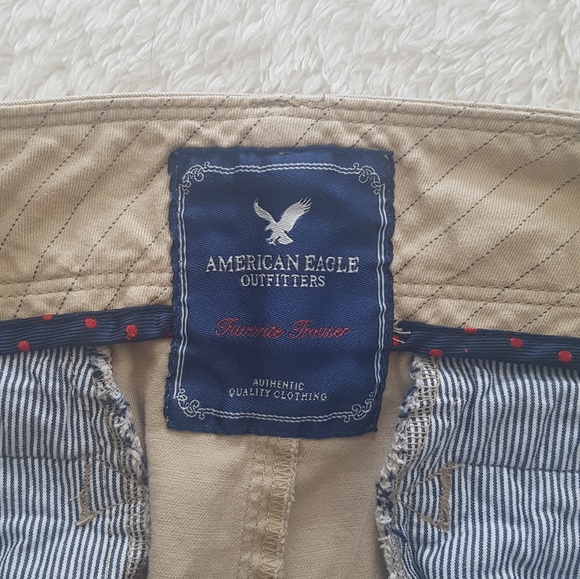 AMERICAN EAGLE
OUTFITTERS
Favorite Trouser
AUTHENTIC
QUALITY CLOTHING